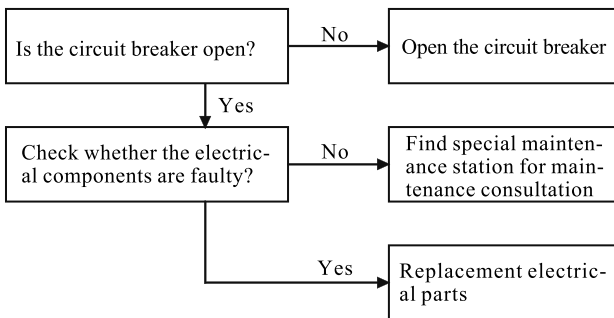 Is the circuit breaker open?
No
Open the circuit breaker
Yes
Check whether the electric-
al components are faulty?
No
Find special mainten-
ance station for main-
tenance consultation
Yes
Replacement electric-
al parts